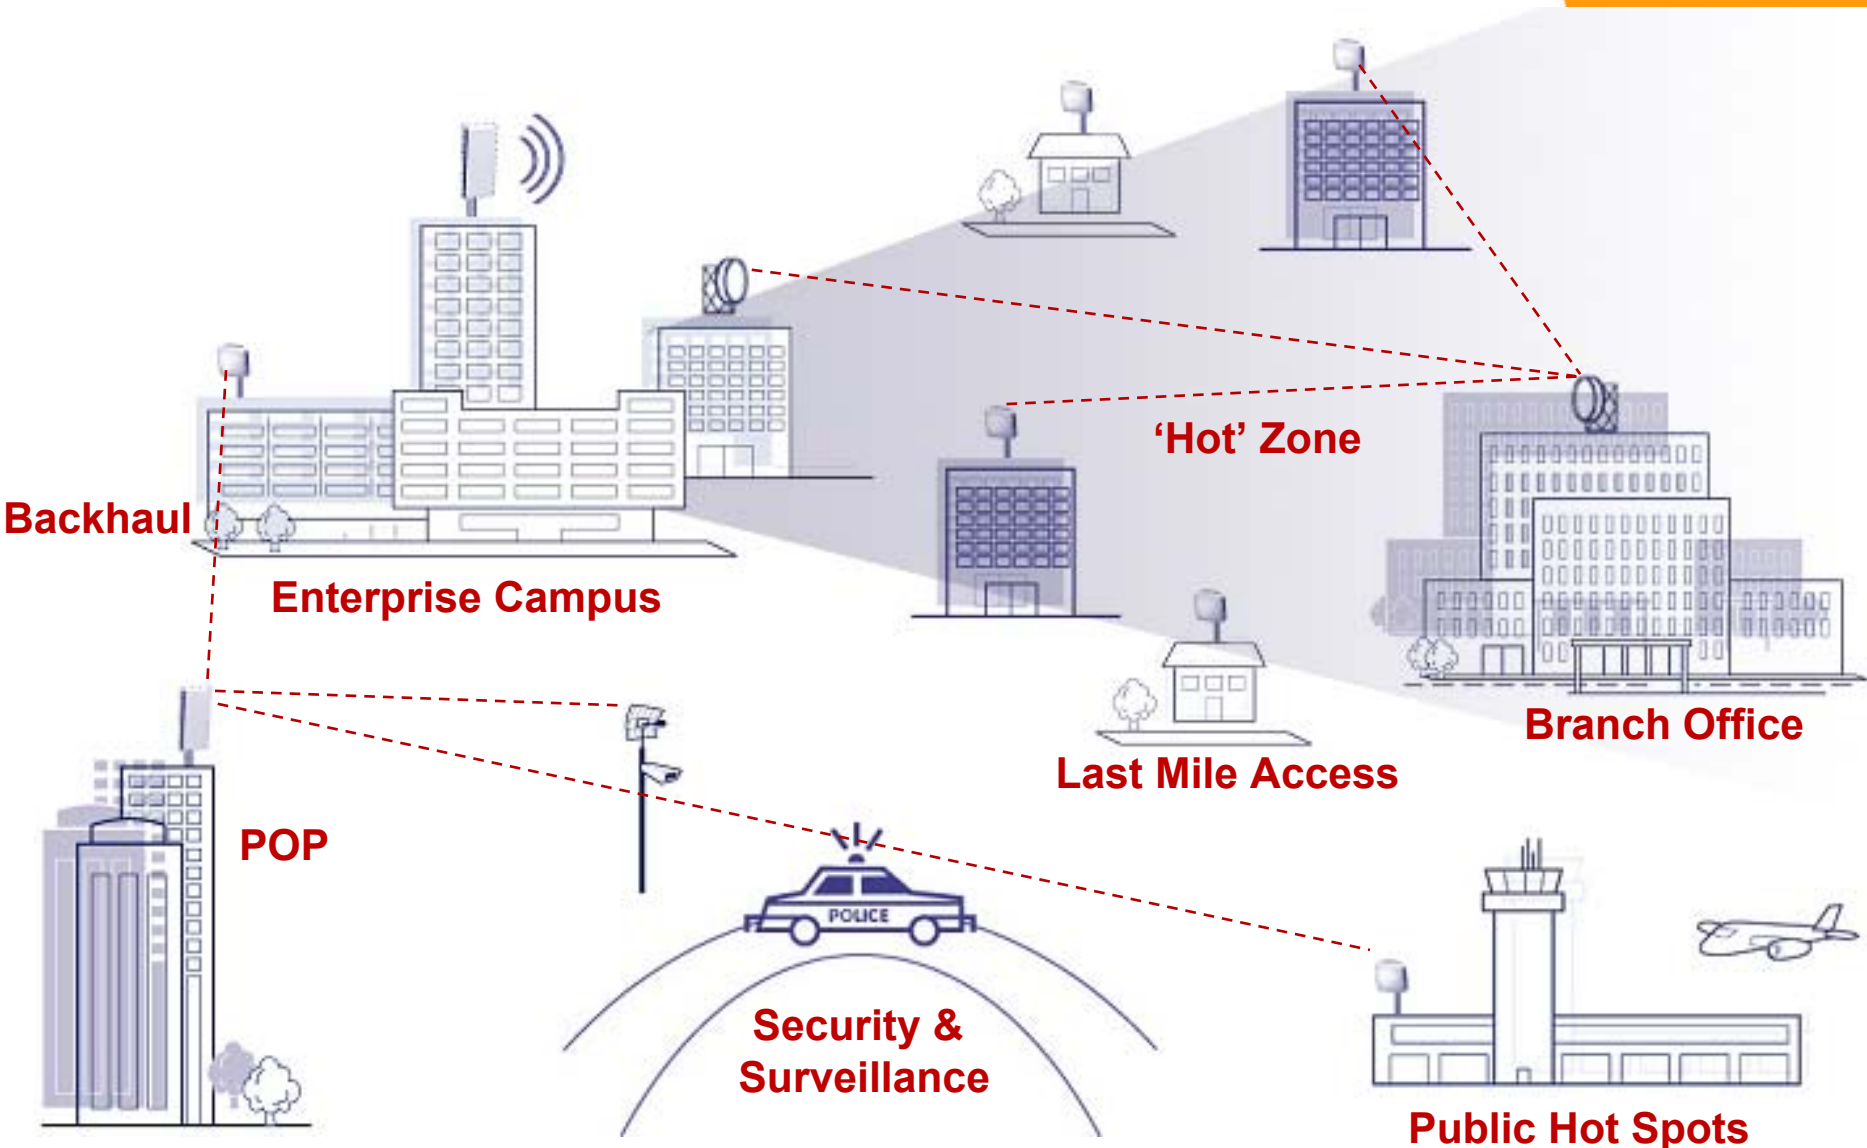 ‘Hot’ Zone
Backhaul
Enterprise Campus
Branch Office
Last Mile Access
POP
POLICE
Security &
Surveillance
Public Hot Spots